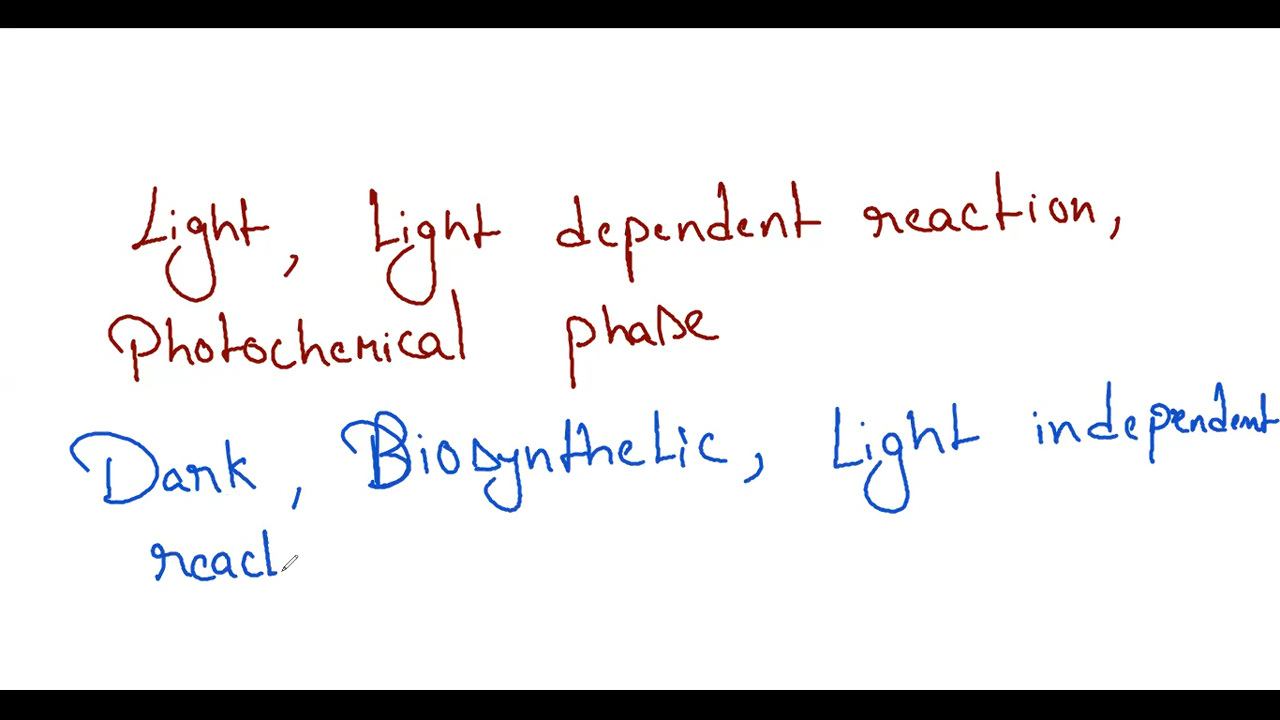 Light, Light dependent reaction,
Photochemical phase
Dark, Biosynthetic, Light independent
react